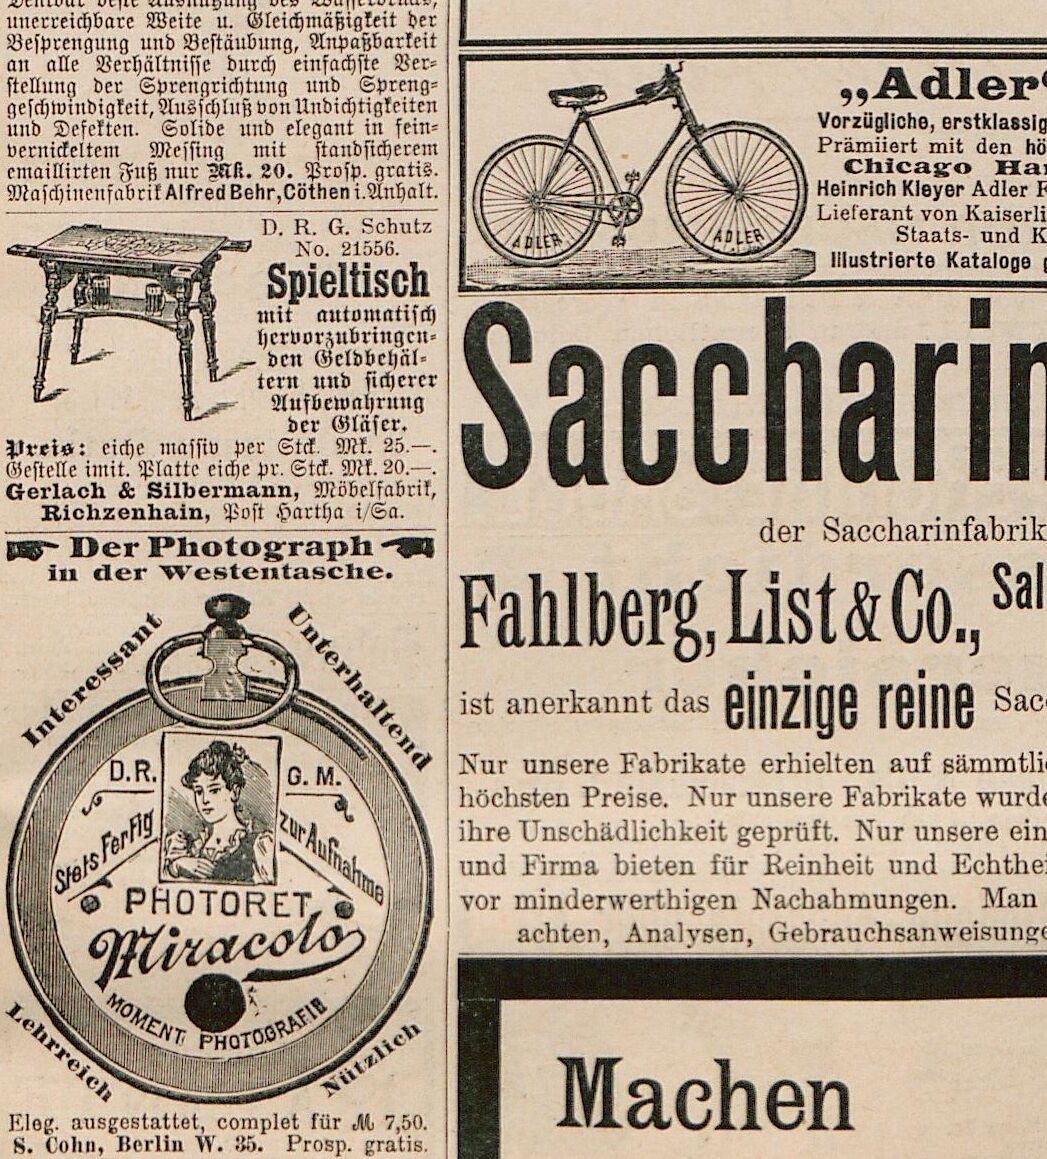 unerreichbare Weite u. Gleichmäßigkeit der
Besprengung und Bestäubung, Anpaßbarkeit
an alle Verhältnisse durch einfachste Ver-
stellung der Sprengrichtung und Spreng-
geschwindigkeit, Ausschluß von Undichtigkeiten
und Defekten. Solide und elegant in fein-
vernickeltem Messing mit standsicherem
emaillirten Fuß nur Mk. 20. Prosp. gratis.
Maschinenfabrik Alfred Behr, Cöthen i. Anhalt.
D. R. G. Schutz
No. 21556.
Spieltisch
mit automatisch
hervorzubringen-
den Geldbehäl-
tern und sicherer
Aufbewahrung
der Gläser.
Preis: eiche massiv per Stck. Mk. 25.—.
Gestelle imit. Platte eiche pr. Stck. Mk. 20.—.
Gerlach & Silbermann, Möbelfabrik,
Richzenhain, Post Hartha i/Sa.
Der Photograph
in der Westentasche.
Interessant
Unterhaltend
D.R. G.M.
Stets Fertig
zur Aufnahme
PHOTORET
Miracolo
MOMENT PHOTOGRAFIE
Lehrreich
Nützlich
Eleg. ausgestattet, complet für M 7,50.
S. Cohn, Berlin W. 35. Prosp. gratis.
„Adler“
Vorzügliche, erstklassig
Prämiiert mit den hö
Chicago Ha
Heinrich Kleyer Adler F
Lieferant von Kaiserli
Staats- und K
Illustrierte Kataloge g
ADLER
ADLER
Saccharin
der Saccharinfabrik
Fahlberg, List & Co., Sal
ist anerkannt das einzige reine Sac
Nur unsere Fabrikate erhielten auf sämmtli
höchsten Preise. Nur unsere Fabrikate wurde
ihre Unschädlichkeit geprüft. Nur unsere ein
und Firma bieten für Reinheit und Echthei
vor minderwerthigen Nachahmungen. Man
achten, Analysen, Gebrauchsanweisunge
Machen